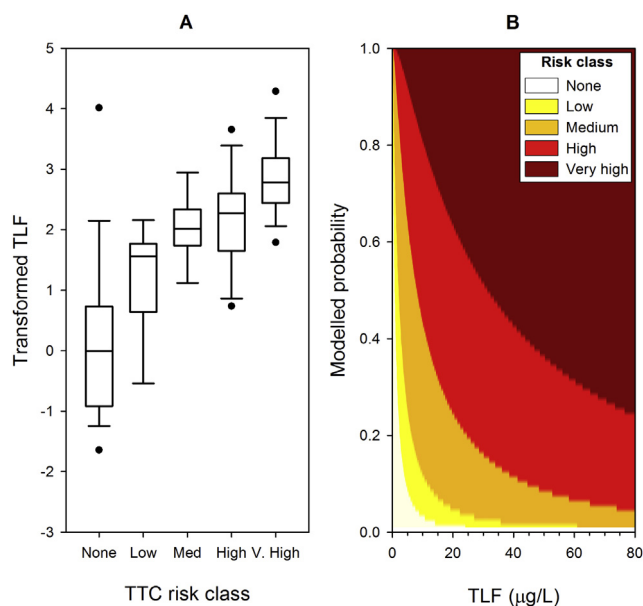 A
Transformed TLF
5
4
3
2
1
0
-1
-2
-3
None Low Med High V. High
TTC risk class
B
Modelled probability
1.0
0.8
0.6
0.4
0.2
0.0
Risk class
None
Low
Medium
High
Very high
0 20 40 60 80
TLF (µg/L)